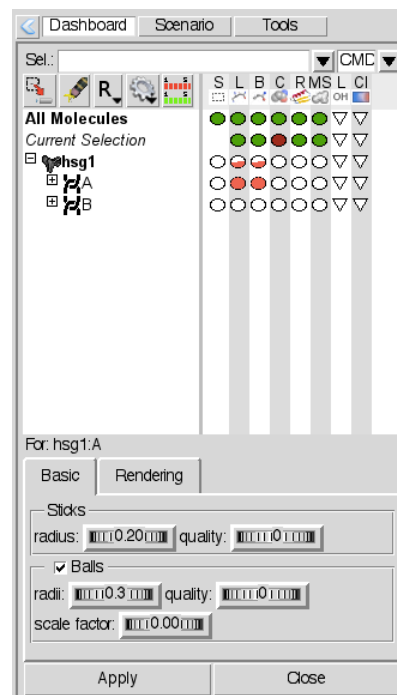 Dashboard Scenario Tools
Sel.: CMD
R
S L B C R MS L Cl
OH
All Molecules
Current Selection
hsg1
A
B
For: hsg1:A
Basic Rendering
Sticks
radius: 0.20 quality: 0
Balls
radii: 0.3 quality: 0
scale factor: 0.00
Apply Close